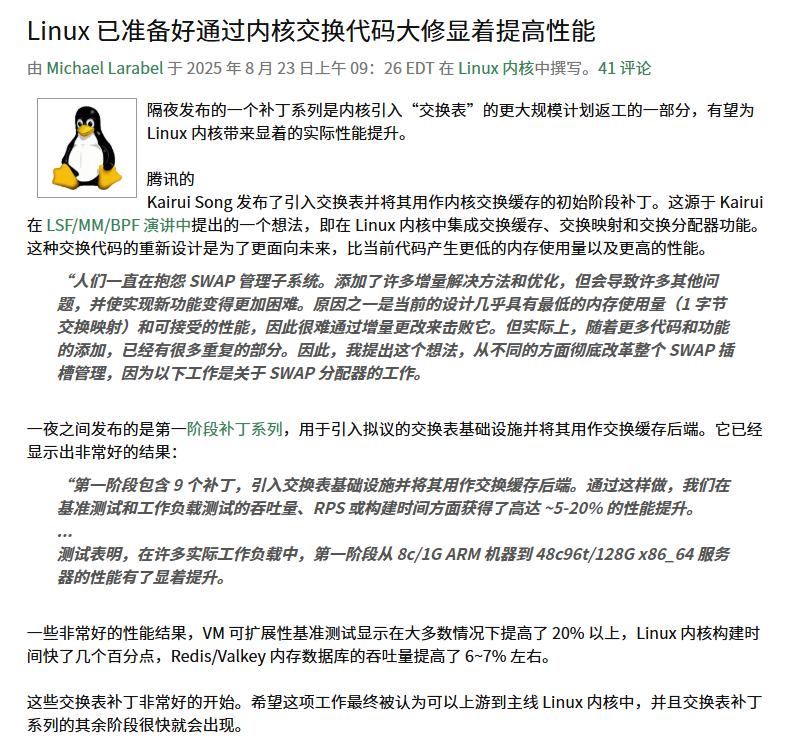 Linux 已准备好通过内核交换代码大修显着提高性能
由 Michael Larabel 于 2025 年 8 月 23 日上午 09：26 EDT 在 Linux 内核中撰写。41 评论
隔夜发布的一个补丁系列是内核引入“交换表”的更大规模计划返工的一部分，有望为
Linux 内核带来显着的实际性能提升。
腾讯的
Kairui Song 发布了引入交换表并将其用作内核交换缓存的初始阶段补丁。这源于 Kairui
在 LSF/MM/BPF 演讲中提出的一个想法，即在 Linux 内核中集成交换缓存、交换映射和交换分配器功能。
这种交换代码的重新设计是为了更面向未来，比当前代码产生更低的内存使用量以及更高的性能。
“人们一直在抱怨 SWAP 管理子系统。添加了许多增量解决方法和优化，但会导致许多其他问
题，并使实现新功能变得更加困难。原因之一是当前的设计几乎具有最低的内存使用量（1 字节
交换映射）和可接受的性能，因此很难通过增量更改来击败它。但实际上，随着更多代码和功能
的添加，已经有很多重复的部分。因此，我提出这个想法，从不同的方面彻底改革整个 SWAP 插
槽管理，因为以下工作是关于 SWAP 分配器的工作。
一夜之间发布的是第一阶段补丁系列，用于引入拟议的交换表基础设施并将其用作交换缓存后端。它已经
显示出非常好的结果：
“第一阶段包含 9 个补丁，引入交换表基础设施并将其用作交换缓存后端。通过这样做，我们在
基准测试和工作负载测试的吞吐量、RPS 或构建时间方面获得了高达 ~5-20% 的性能提升。
...
测试表明，在许多实际工作负载中，第一阶段从 8c/1G ARM 机器到 48c96t/128G x86_64 服务
器的性能有了显着提升。
一些非常好的性能结果，VM 可扩展性基准测试显示在大多数情况下提高了 20% 以上，Linux 内核构建时
间快了几个百分点，Redis/Valkey 内存数据库的吞吐量提高了 6~7% 左右。
这些交换表补丁非常好的开始。希望这项工作最终被认为可以上游到主线 Linux 内核中，并且交换表补丁
系列的其余阶段很快就会出现。